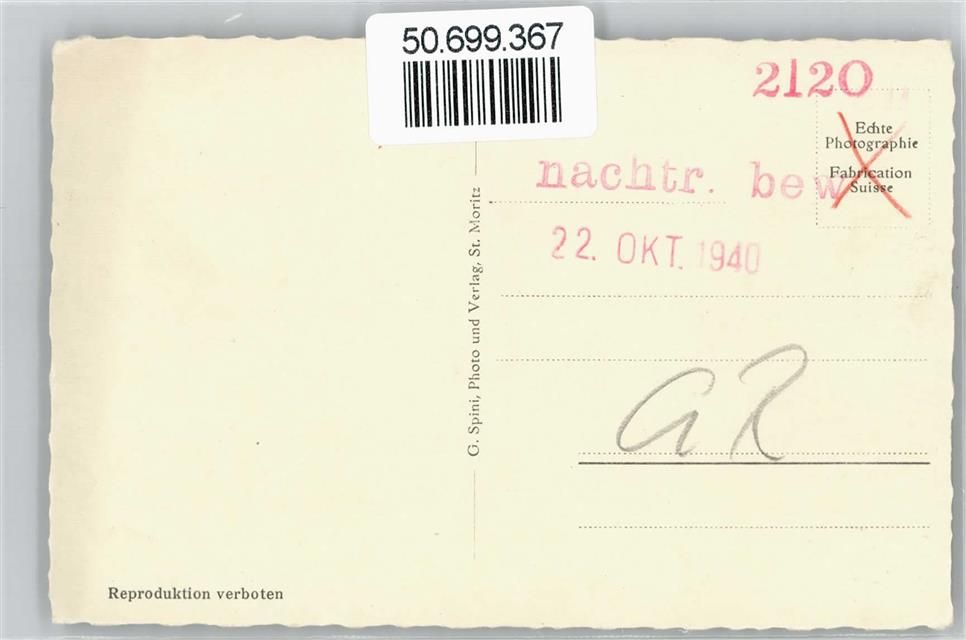 50.699.367
2120
Echte
Photographie
Fabrication
Suisse
nachtr. bew
22. OKT. 1940
G. Spini, Photo und Verlag, St. Moritz
Reproduktion verboten